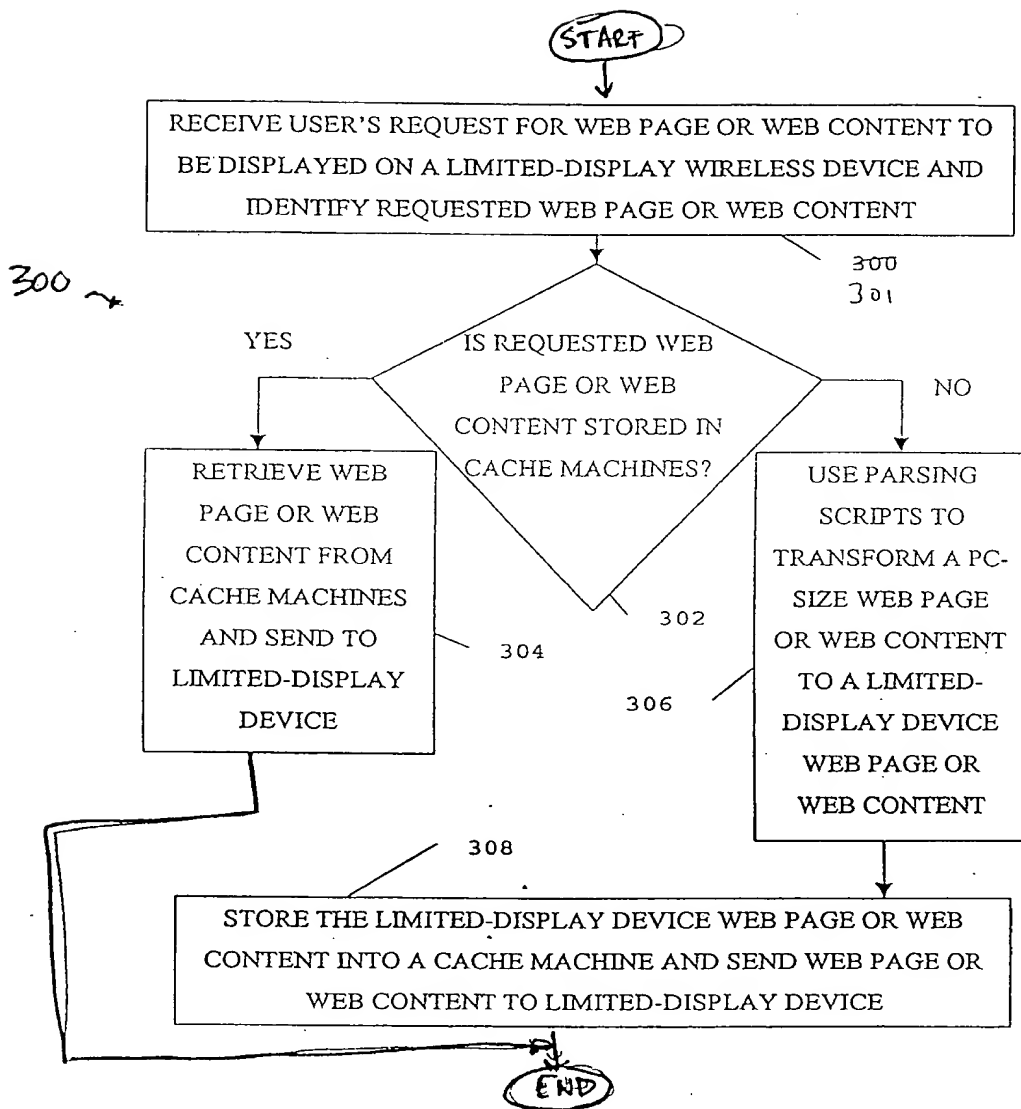 START
RECEIVE USER'S REQUEST FOR WEB PAGE OR WEB CONTENT TO
BE DISPLAYED ON A LIMITED-DISPLAY WIRELESS DEVICE AND
IDENTIFY REQUESTED WEB PAGE OR WEB CONTENT
300
301
300
YES
IS REQUESTED WEB
PAGE OR WEB
CONTENT STORED IN
CACHE MACHINES?
NO
302
RETRIEVE WEB
PAGE OR WEB
CONTENT FROM
CACHE MACHINES
AND SEND TO
LIMITED-DISPLAY
DEVICE
304
USE PARSING
SCRIPTS TO
TRANSFORM A PC-
SIZE WEB PAGE
OR WEB CONTENT
TO A LIMITED-
DISPLAY DEVICE
WEB PAGE OR
WEB CONTENT
306
308
STORE THE LIMITED-DISPLAY DEVICE WEB PAGE OR WEB
CONTENT INTO A CACHE MACHINE AND SEND WEB PAGE OR
WEB CONTENT TO LIMITED-DISPLAY DEVICE
END